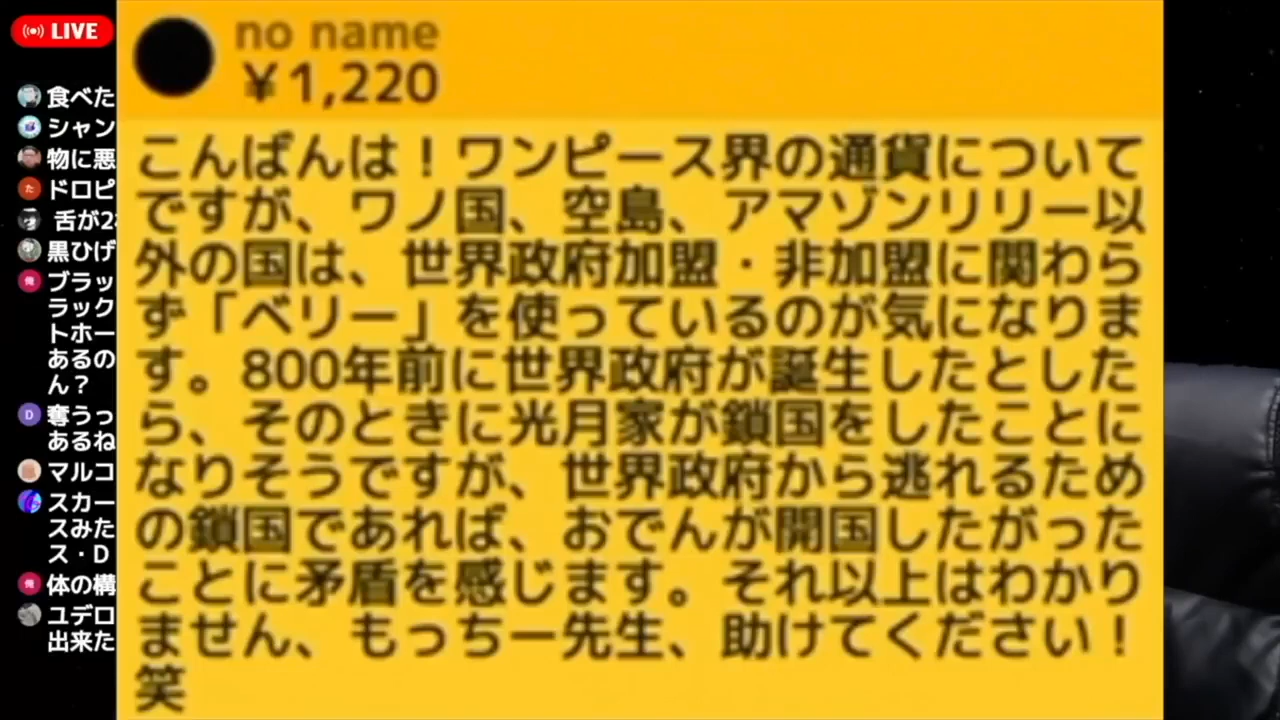 LIVE
食べた
シャン
物に悪
ドロピ
舌が2
黒ひげ
ブラッ
ラック
トホー
あるの
ん？
奪うっ
あるね
マルコ
スカー
スみた
ス・D
体の構
ユデロ
出来た
no name
￥1,220
こんばんは！ワンピース界の通貨について
ですが、ワノ国、空島、アマゾンリリー以
外の国は、世界政府加盟・非加盟に関わら
ず「ベリー」を使っているのが気になりま
す。800年前に世界政府が誕生したとした
ら、そのときに光月家が鎖国をしたことに
なりそうですが、世界政府から逃れるため
の鎖国であれば、おでんが開国したがった
ことに矛盾を感じます。それ以上はわかり
ません、もっちー先生、助けてください！
笑